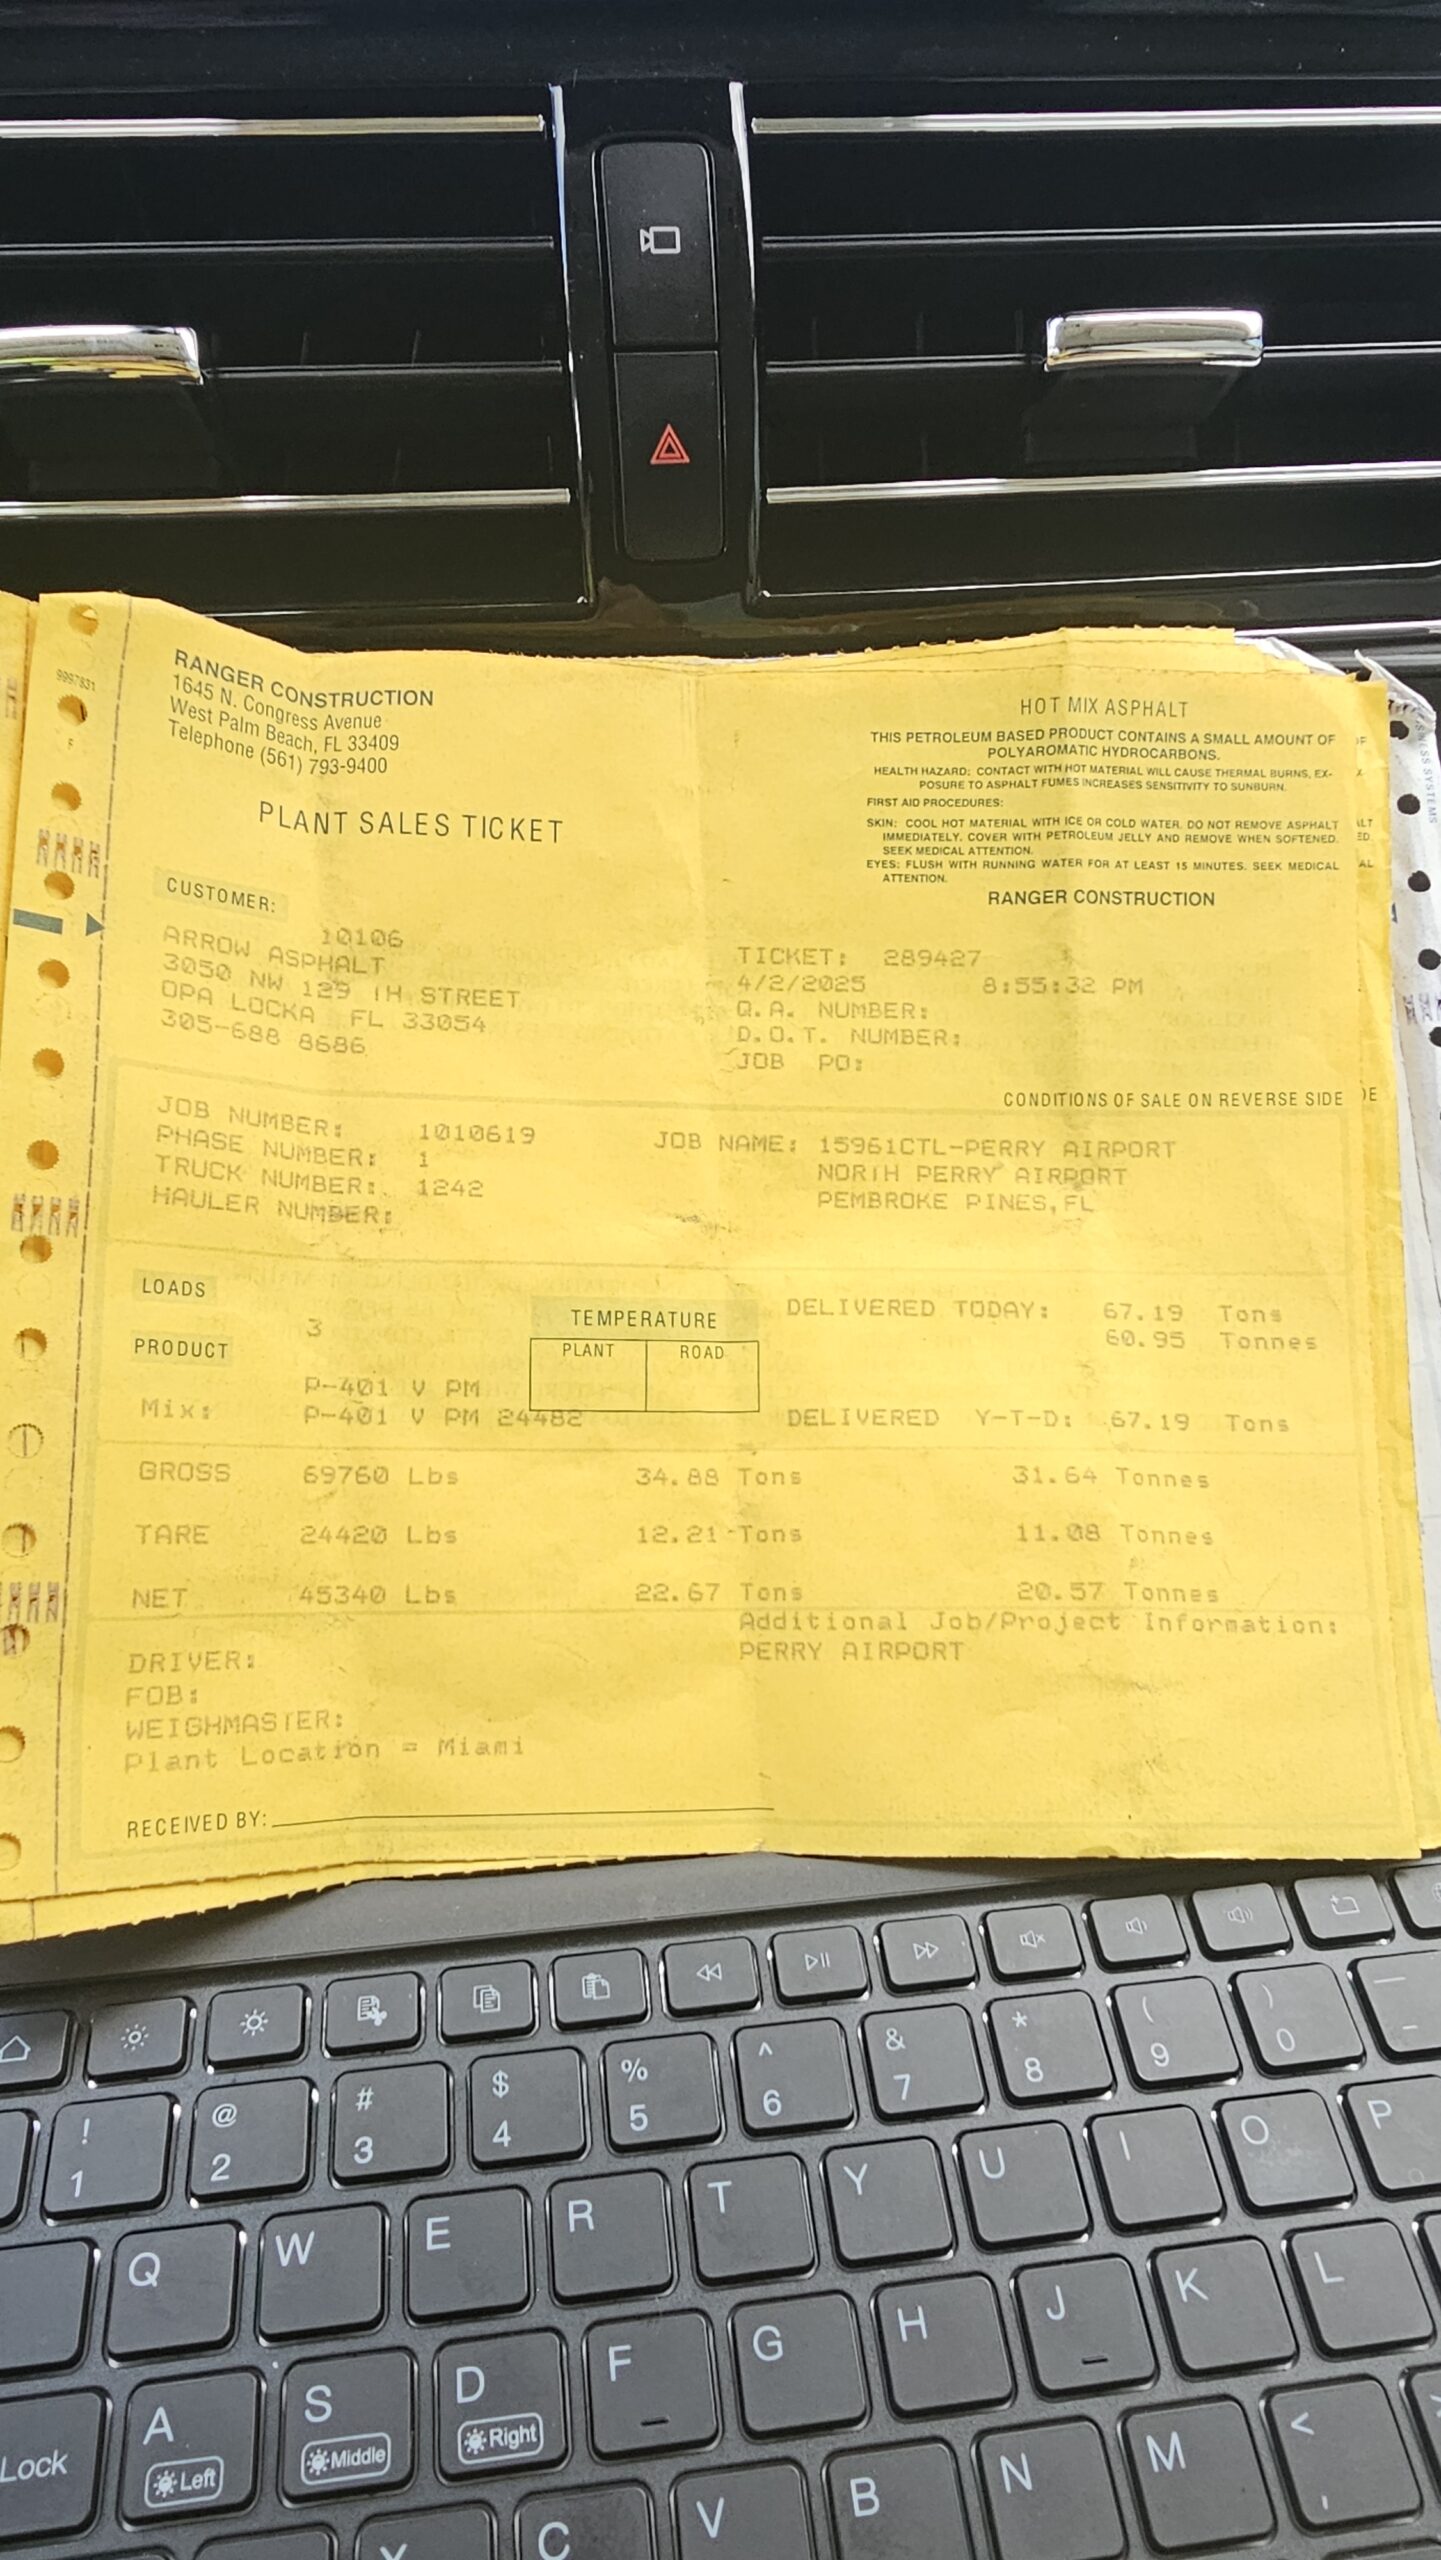 9997831
RANGER CONSTRUCTION
1645 N. Congress Avenue
West Palm Beach, FL 33409
Telephone (561) 793-9400
PLANT SALES TICKET
HOT MIX ASPHALT
THIS PETROLEUM BASED PRODUCT CONTAINS A SMALL AMOUNT OF
POLYAROMATIC HYDROCARBONS.
HEALTH HAZARD: CONTACT WITH HOT MATERIAL WILL CAUSE THERMAL BURNS, EX-
POSURE TO ASPHALT FUMES INCREASES SENSITIVITY TO SUNBURN.
FIRST AID PROCEDURES:
SKIN: COOL HOT MATERIAL WITH ICE OR COLD WATER. DO NOT REMOVE ASPHALT
IMMEDIATELY. COVER WITH PETROLEUM JELLY AND REMOVE WHEN SOFTENED.
SEEK MEDICAL ATTENTION.
EYES: FLUSH WITH RUNNING WATER FOR AT LEAST 15 MINUTES. SEEK MEDICAL
ATTENTION.
RANGER CONSTRUCTION
CUSTOMER:
10106
ARROW ASPHALT
3050 NW 129 TH STREET
OPA LOCKA FL 33054
305-688 8686
TICKET: 289427
4/2/2025 8:55:32 PM
Q.A. NUMBER:
D.O.T. NUMBER:
JOB PO:
CONDITIONS OF SALE ON REVERSE SIDE
JOB NUMBER: 1010619
PHASE NUMBER: 1
TRUCK NUMBER: 1242
HAULER NUMBER:
JOB NAME: 15961CTL-PERRY AIRPORT
NORTH PERRY AIRPORT
PEMBROKE PINES,FL
LOADS
3
PRODUCT
P-401 V PM
Mix: P-401 V PM 24482
TEMPERATURE
PLANT ROAD
DELIVERED TODAY: 67.19 Tons
60.95 Tonnes
DELIVERED Y-T-D: 67.19 Tons
GROSS 69760 Lbs 34.88 Tons 31.64 Tonnes
TARE 24420 Lbs 12.21 Tons 11.08 Tonnes
NET 45340 Lbs 22.67 Tons 20.57 Tonnes
Additional Job/Project Information:
PERRY AIRPORT
DRIVER:
FOB:
WEIGHMASTER:
Plant Location = Miami
RECEIVED BY:
! @ # $ % ^ & * ( )
1 2 3 4 5 6 7 8 9 0
Q W E R T Y U I O P
Lock A S D F G H J K L
Left Middle Right
C V B N M <